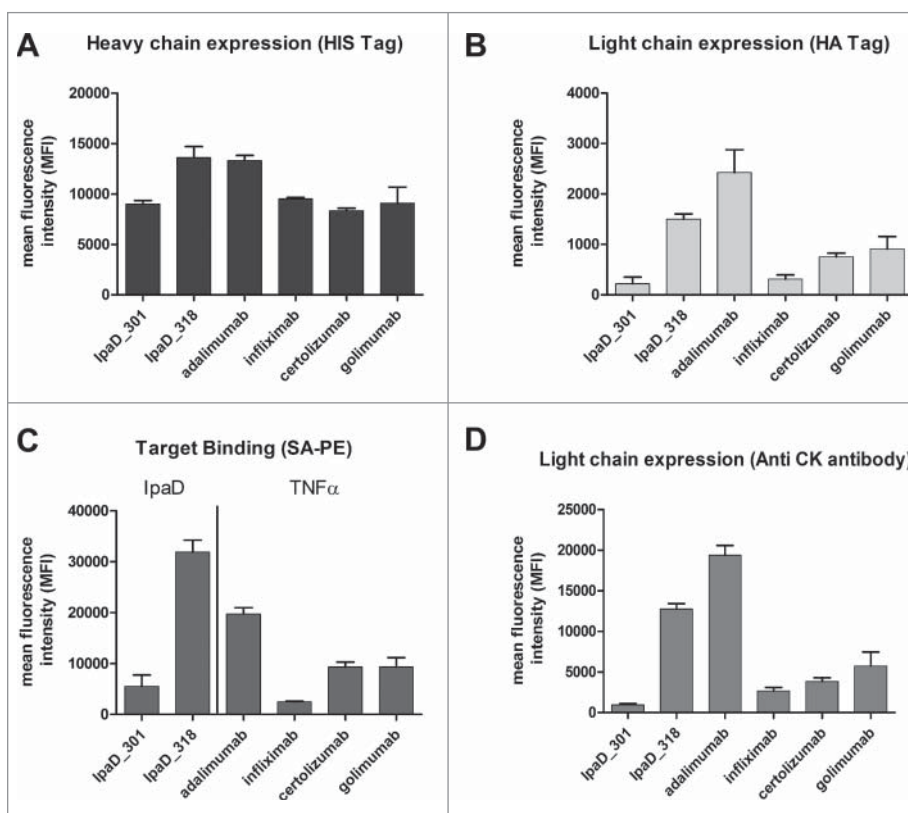 A
Heavy chain expression (HIS Tag)
mean fluorescence
intensity (MFI)
20000
15000
10000
5000
0
IpaD_301
IpaD_318
adalimumab
infliximab
certolizumab
golimumab
B
Light chain expression (HA Tag)
mean fluorescence
intensity (MFI)
4000
3000
2000
1000
0
IpaD_301
IpaD_318
adalimumab
infliximab
certolizumab
golimumab
C
Target Binding (SA-PE)
IpaD
TNFα
mean fluorescence
intensity (MFI)
40000
30000
20000
10000
0
IpaD_301
IpaD_318
adalimumab
infliximab
certolizumab
golimumab
D
Light chain expression (Anti CK antibody)
mean fluorescence
intensity (MFI)
25000
20000
15000
10000
5000
0
IpaD_301
IpaD_318
adalimumab
infliximab
certolizumab
golimumab